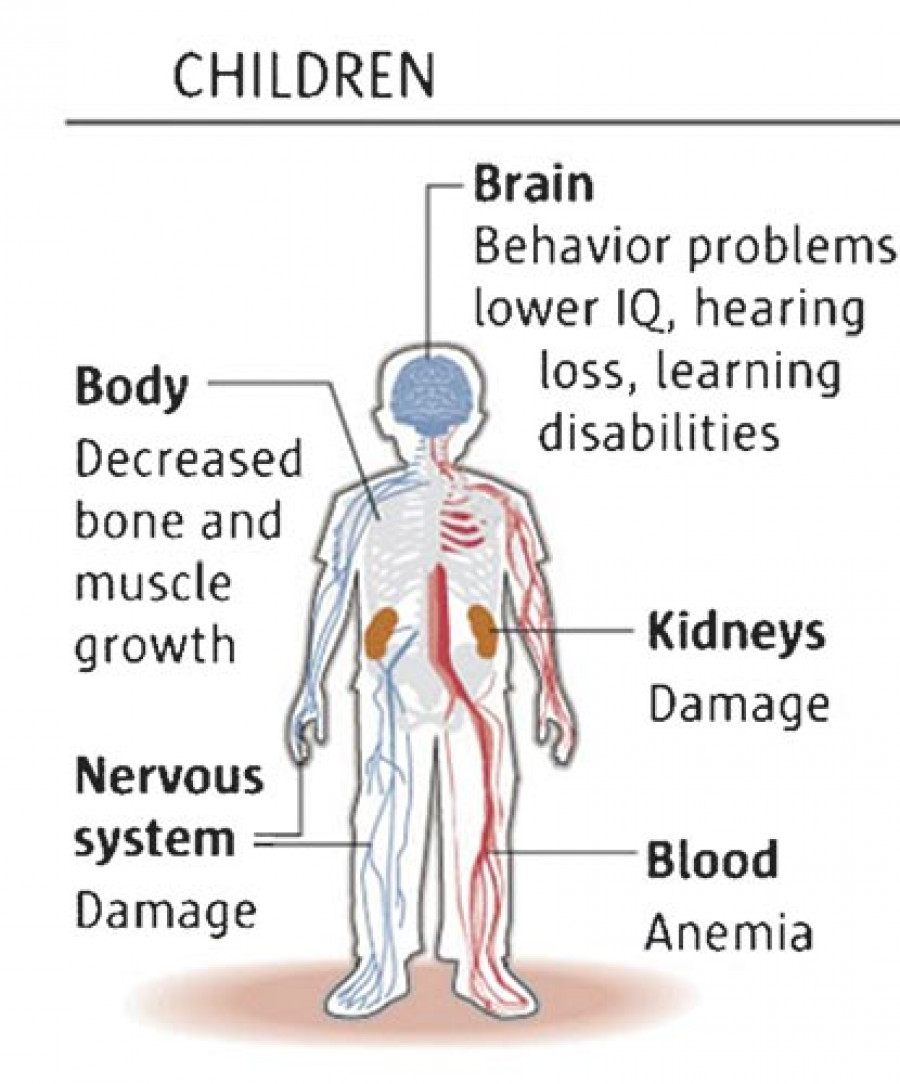 CHILDREN
Brain
Behavior problems
lower IQ, hearing
loss, learning
disabilities
Body
Decreased
bone and
muscle
growth
Kidneys
Damage
Nervous
system
Damage
Blood
Anemia